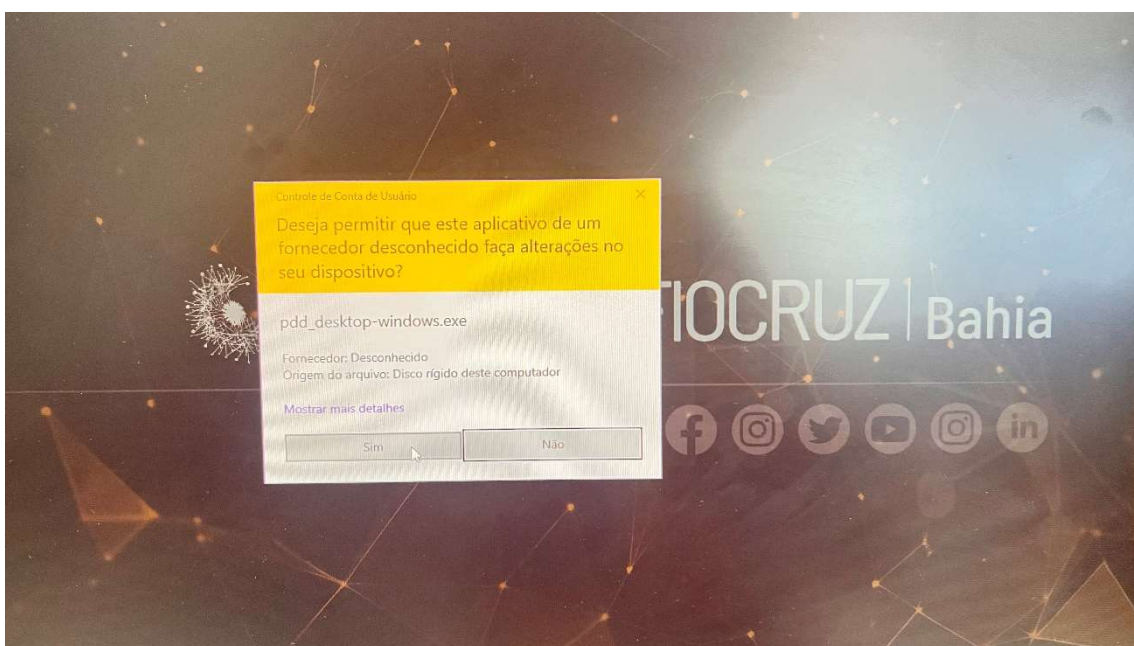 Controle de Conta de Usuário
Deseja permitir que este aplicativo de um
fornecedor desconhecido faça alterações no
seu dispositivo?
pdd_desktop-windows.exe
Fornecedor: Desconhecido
Origem do arquivo: Disco rígido deste computador
Mostrar mais detalhes
Sim
Não
IOCRUZ | Bahia
in